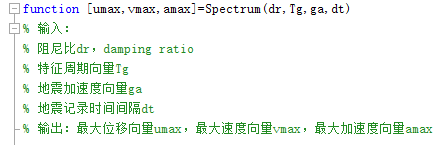 function [umax,vmax,amax]=Spectrum(dr,Tg,ga,dt)
% 输入：
% 阻尼比dr，damping ratio
% 特征周期向量Tg
% 地震加速度向量ga
% 地震记录时间间隔dt
% 输出：最大位移向量umax，最大速度向量vmax，最大加速度向量amax